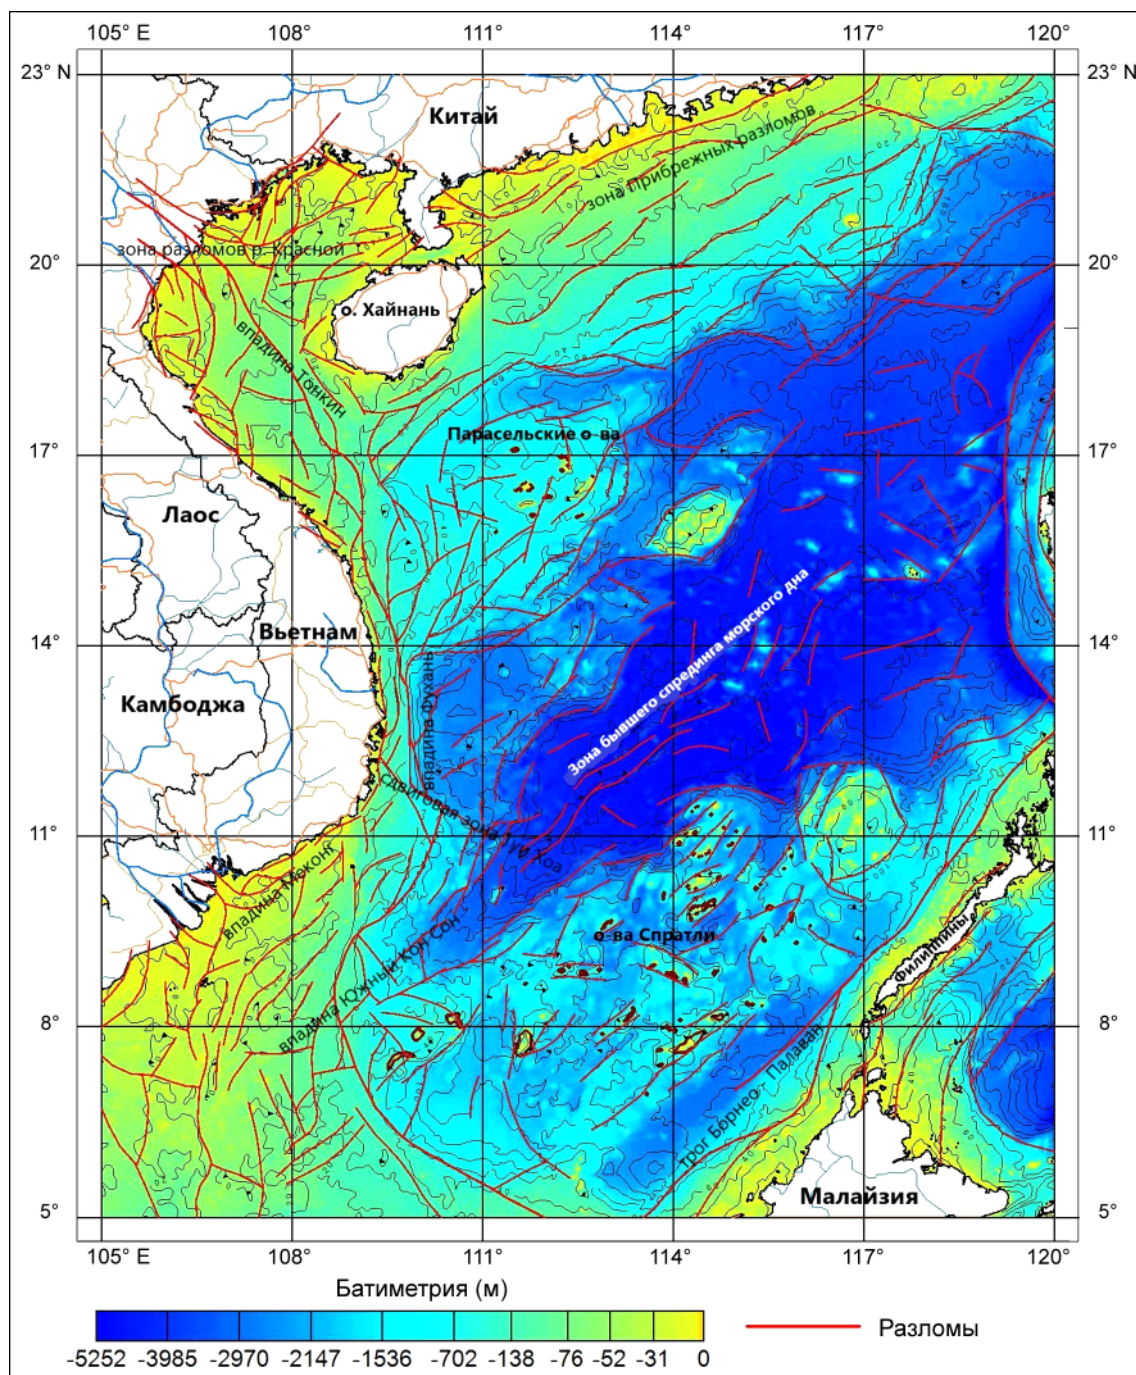 105° E 108° 111° 114° 117° 120°
23° N 23° N
Китай
зона Прибрежных разломов
зона разломов р. Красной
20° 20°
о. Хайнань
впадина Тонкин
Парасельские о-ва
17° 17°
Лаос
Зона бывшего спрединга морского дна
Вьетнам
14° 14°
Камбоджа
впадина Фухань
сдвиговая зона Туи Хоа
11° 11°
впадина Меконг
о-ва Спратли
Филиппины
впадина Южный Кон Сон
8° 8°
трог Борнео - Палаван
Малайзия
5° 5°
105° E 108° 111° 114° 117° 120°
Батиметрия (м)
-5252 -3985 -2970 -2147 -1536 -702 -138 -76 -52 -31 0
Разломы